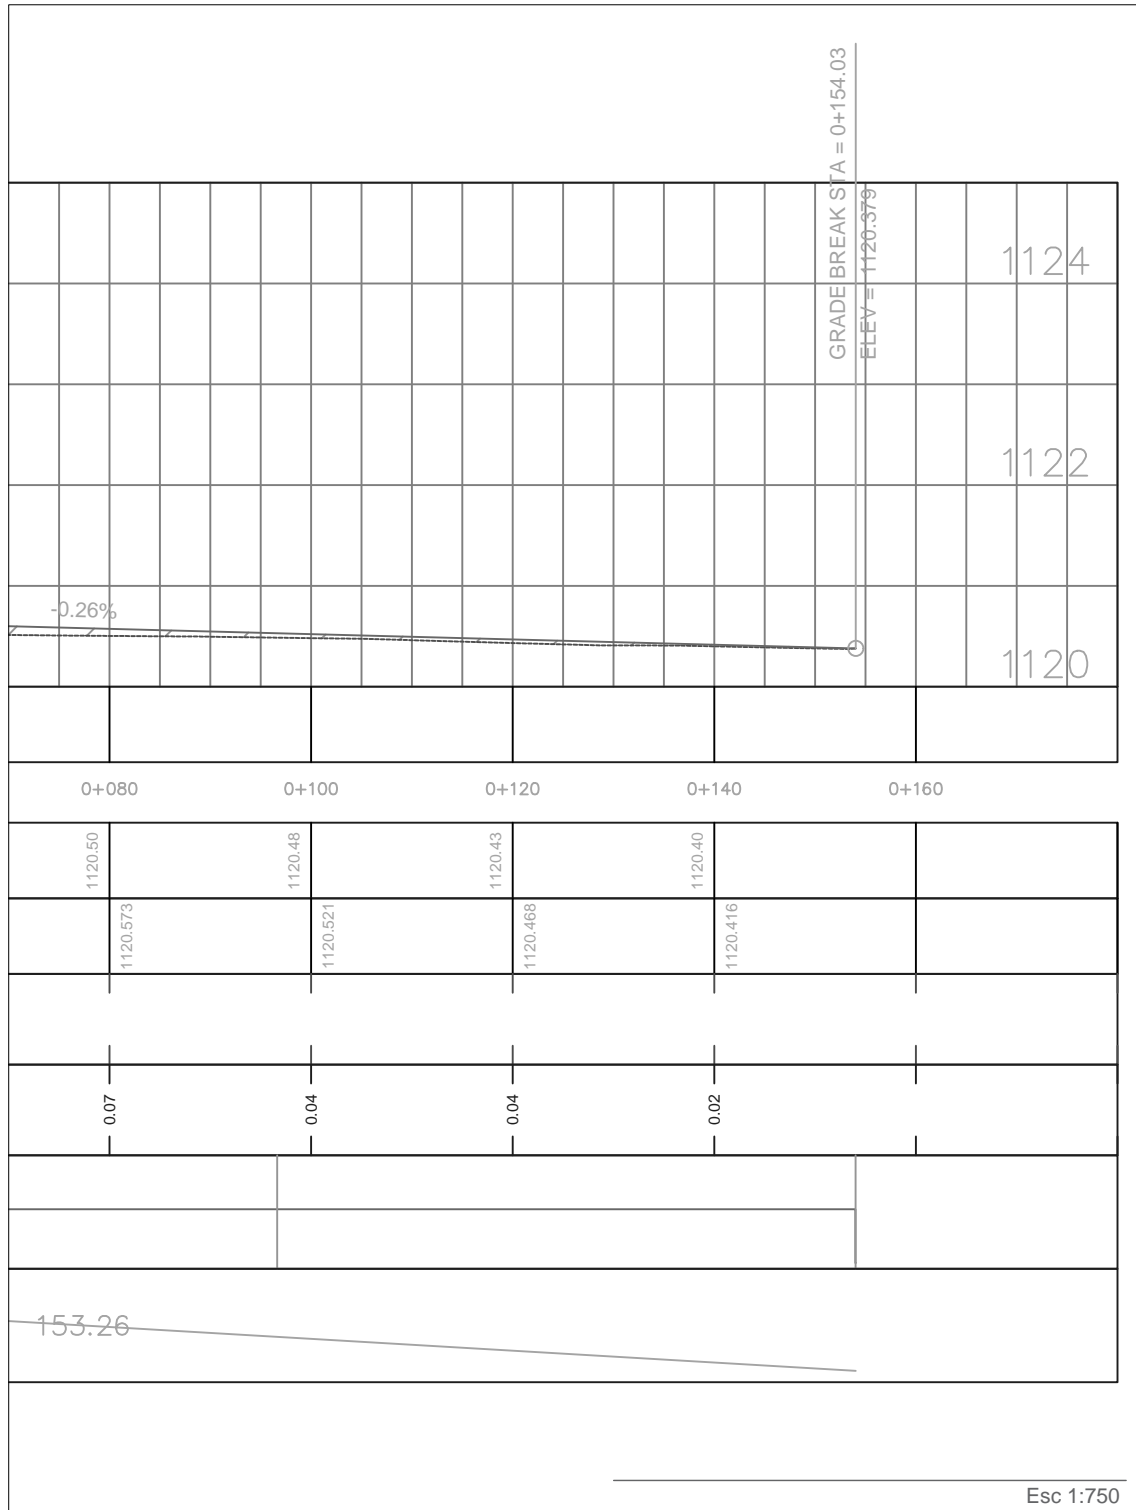 GRADE BREAK STA = 0+154.03
ELEV = 1120.379
1124
1122
-0.26%
1120
0+080 0+100 0+120 0+140 0+160
1120.50 1120.48 1120.43 1120.40
1120.573 1120.521 1120.468 1120.416
0.07 0.04 0.04 0.02
153.26
Esc 1:750